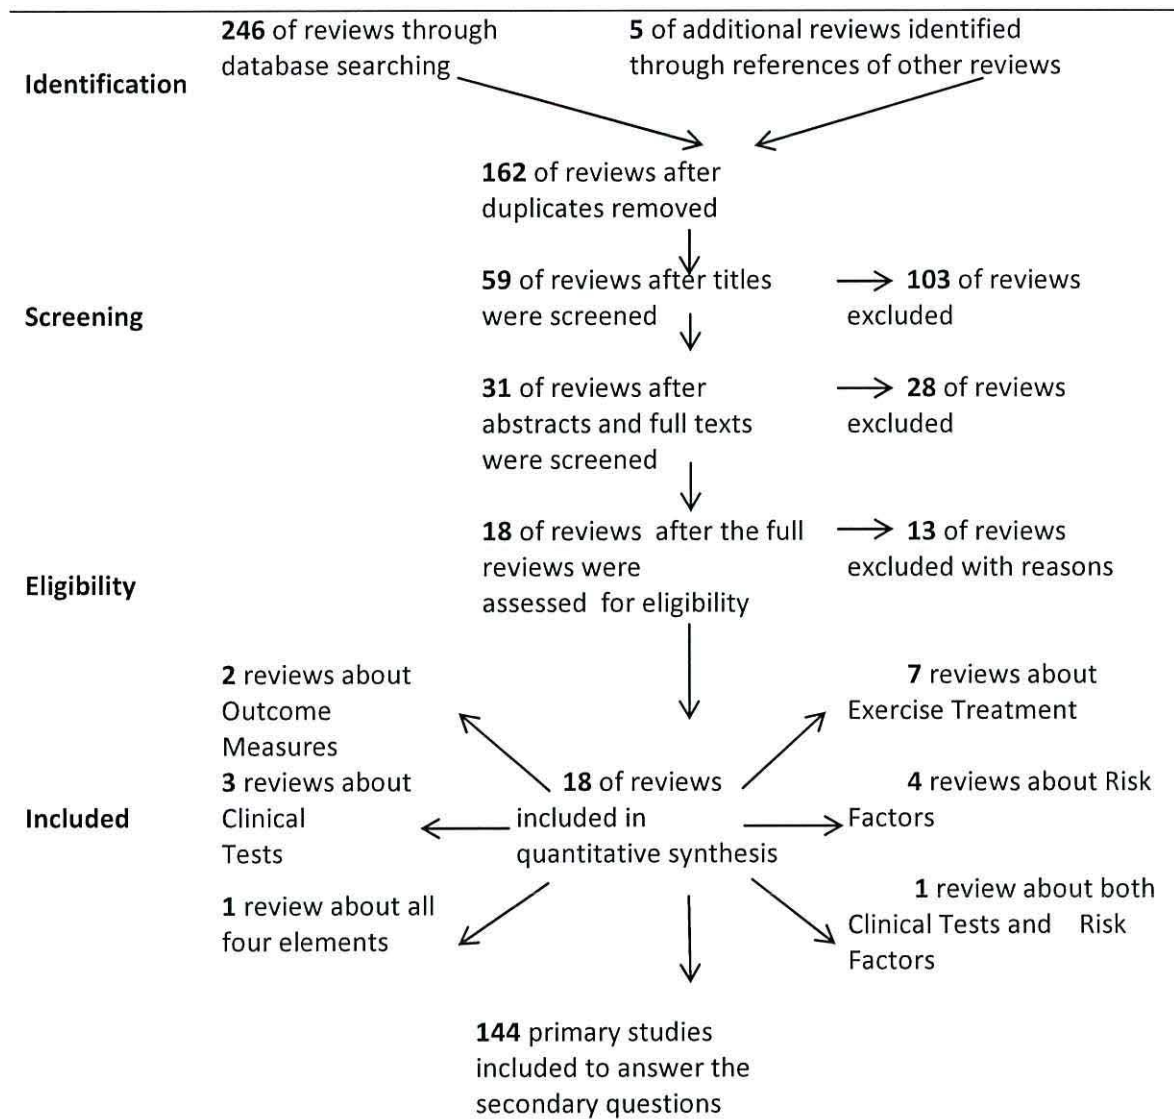 246 of reviews through
database searching
5 of additional reviews identified
through references of other reviews
Identification
162 of reviews after
duplicates removed
59 of reviews after titles
were screened
103 of reviews
excluded
Screening
31 of reviews after
abstracts and full texts
were screened
28 of reviews
excluded
18 of reviews after the full
reviews were
assessed for eligibility
13 of reviews
excluded with reasons
Eligibility
2 reviews about
Outcome
Measures
7 reviews about
Exercise Treatment
3 reviews about
Clinical
Tests
18 of reviews
included in
quantitative synthesis
4 reviews about Risk
Factors
Included
1 review about all
four elements
1 review about both
Clinical Tests and Risk
Factors
144 primary studies
included to answer the
secondary questions